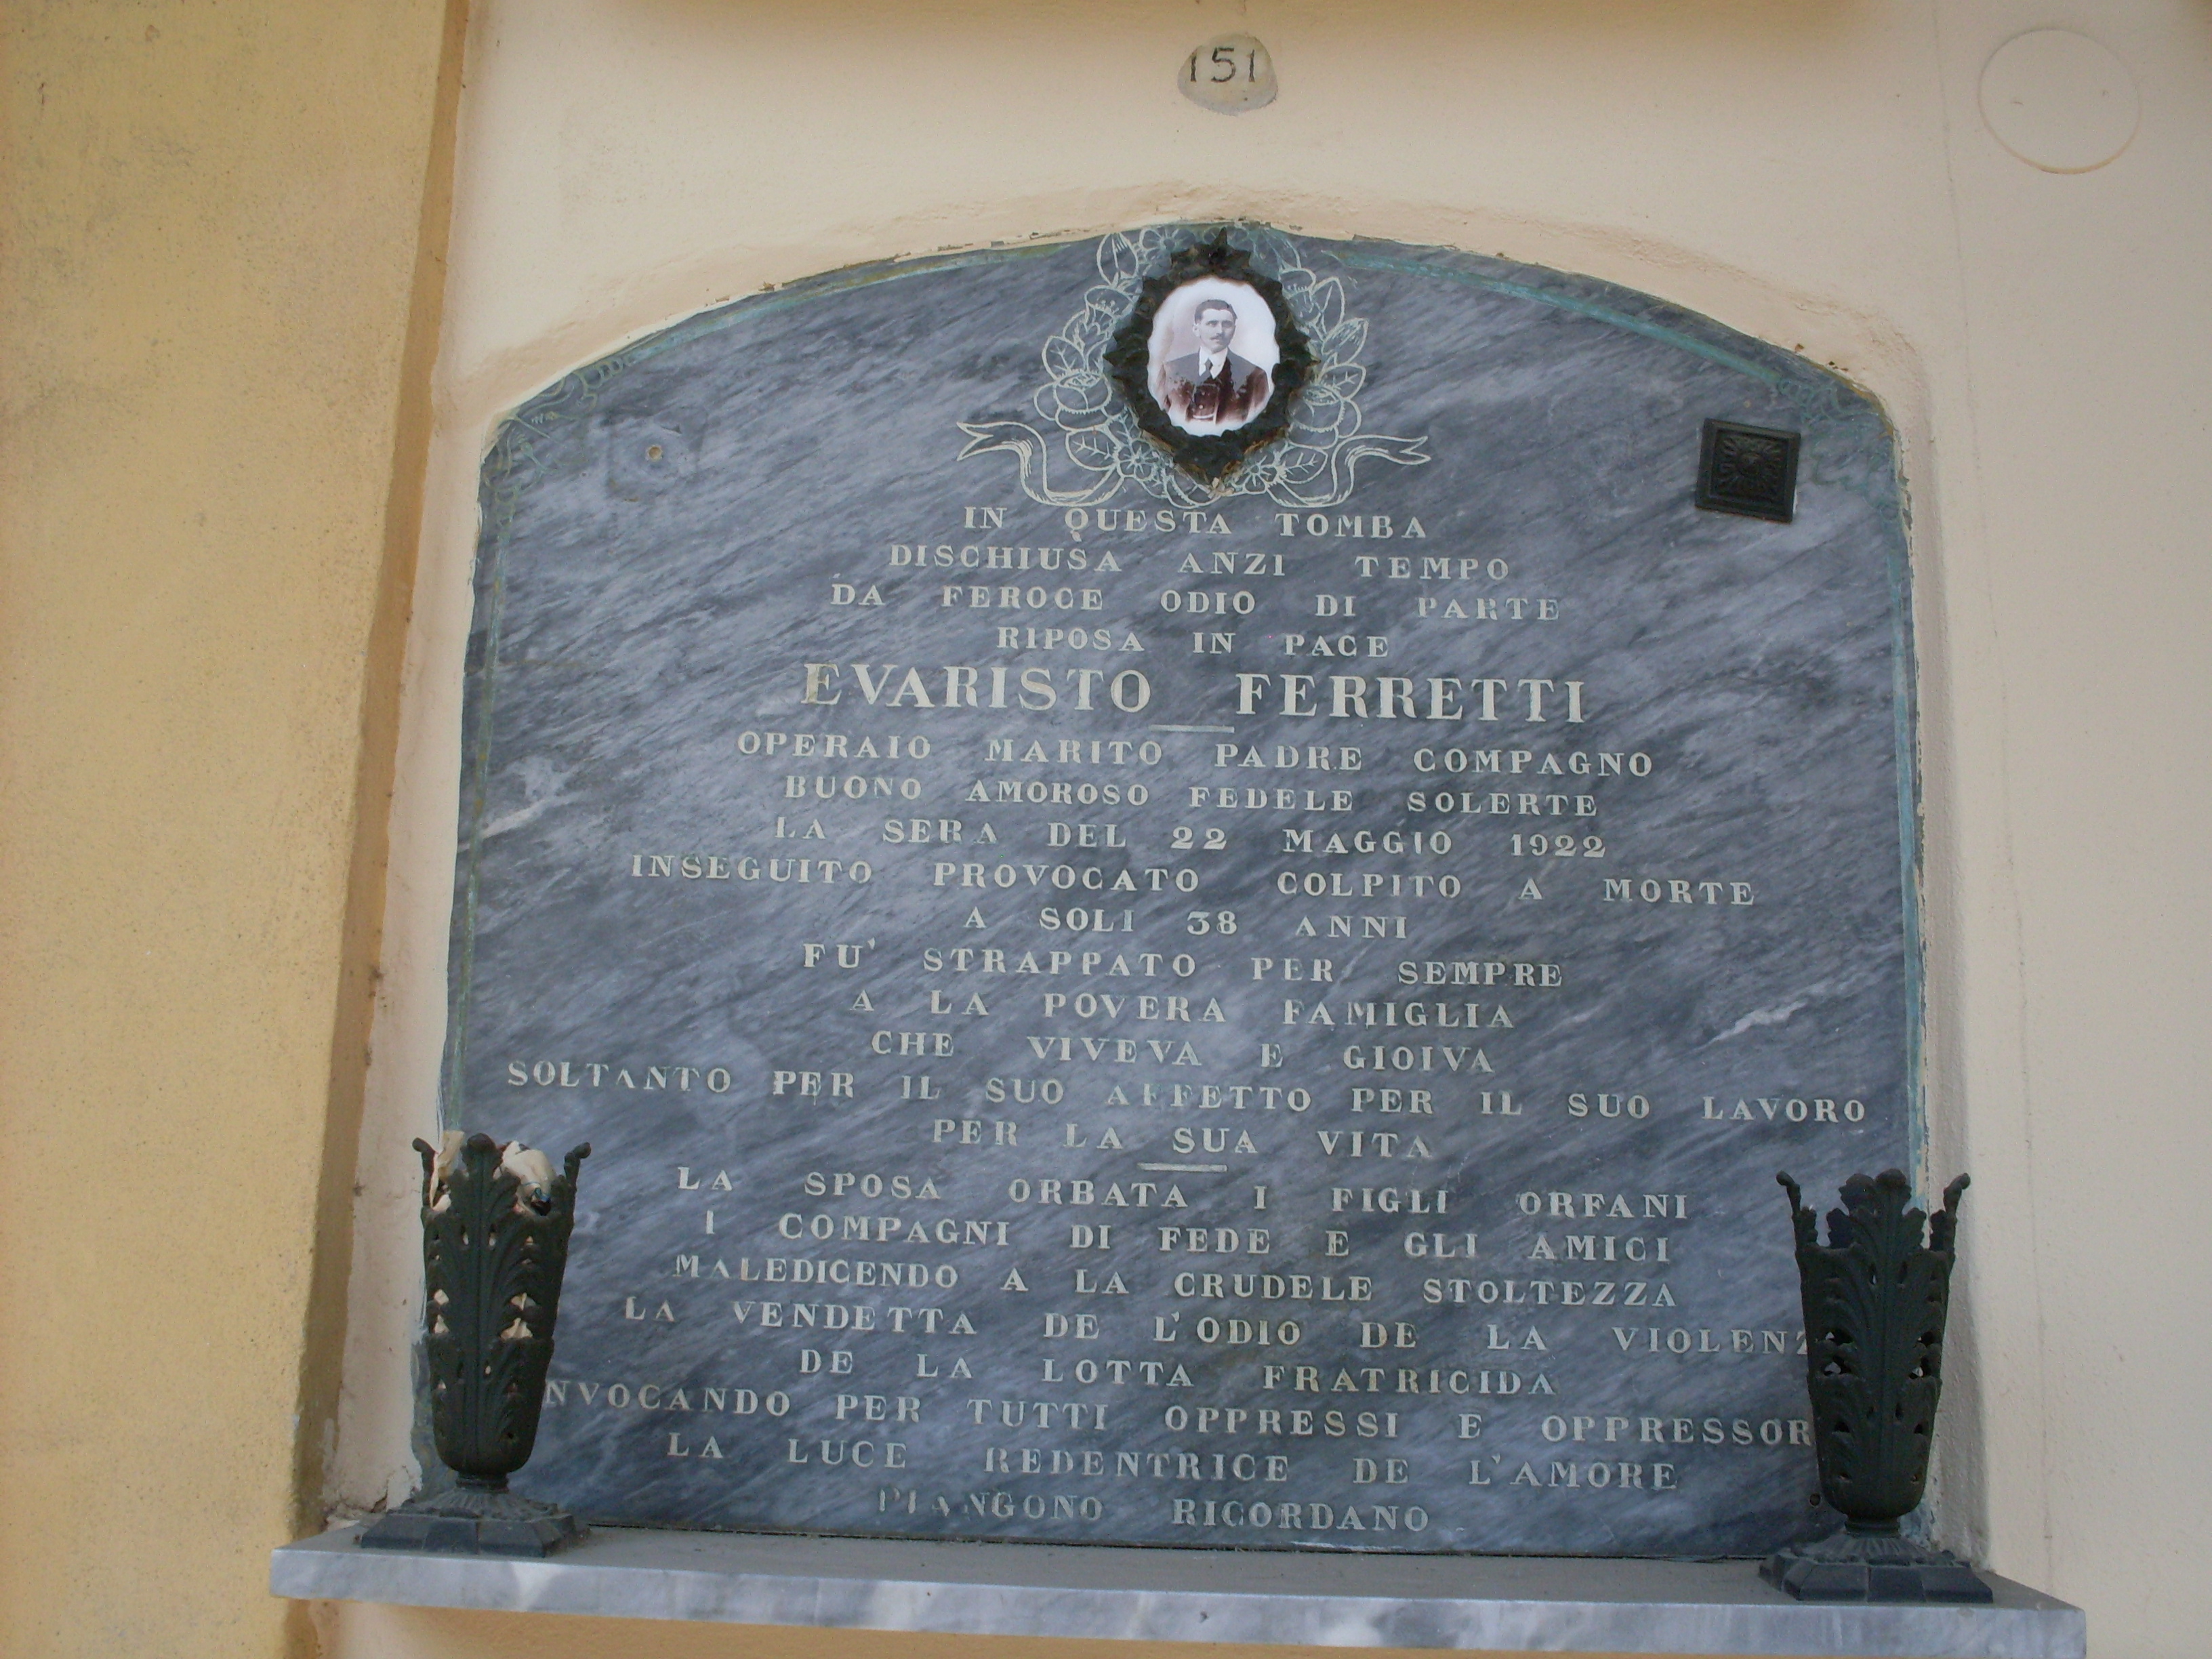 151
IN QUESTA TOMBA
DISCHIUSA ANZI TEMPO
DA FEROCE ODIO DI PARTE
RIPOSA IN PACE
EVARISTO FERRETTI
OPERAIO MARITO PADRE COMPAGNO
BUONO AMOROSO FEDELE SOLERTE
LA SERA DEL 22 MAGGIO 1922
INSEGUITO PROVOCATO COLPITO A MORTE
A SOLI 38 ANNI
FU' STRAPPATO PER SEMPRE
A LA POVERA FAMIGLIA
CHE VIVEVA E GIOIVA
SOLTANTO PER IL SUO AFFETTO PER IL SUO LAVORO
PER LA SUA VITA
LA SPOSA ORBATA I FIGLI ORFANI
I COMPAGNI DI FEDE E GLI AMICI
MALEDICENDO A LA CRUDELE STOLTEZZA
LA VENDETTA DE L'ODIO DE LA VIOLENZ
DE LA LOTTA FRATRICIDA
NVOCANDO PER TUTTI OPPRESSI E OPPRESSOR
LA LUCE REDENTRICE DE L'AMORE
PIANGONO RICORDANO